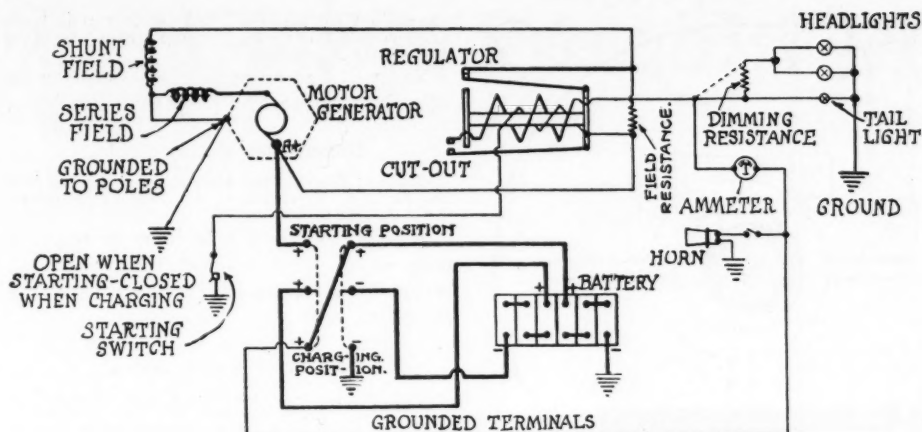 HEADLIGHTS
SHUNT
FIELD
REGULATOR
MOTOR
GENERATOR
SERIES
FIELD
DIMMING
RESISTANCE
TAIL
LIGHT
A+
GROUNDED
TO POLES
CUT-OUT
FIELD
RESISTANCE.
AMMETER
GROUND
STARTING POSITION
HORN
+
+
OPEN WHEN
STARTING-CLOSED
WHEN CHARGING
+
-
+
+
BATTERY
STARTING
SWITCH
+
-
-
-
CHARG-ING.
POSIT-ION.
GROUNDED TERMINALS